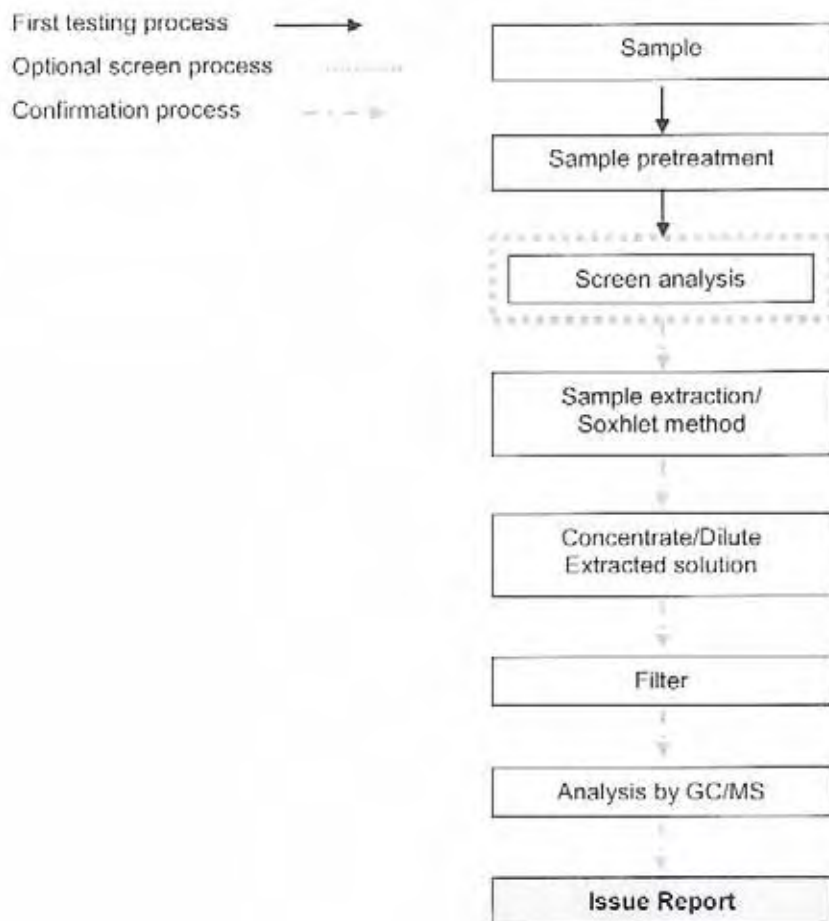 First testing process
Optional screen process
Confirmation process
Sample
Sample pretreatment
Screen analysis
Sample extraction/
Soxhlet method
Concentrate/Dilute
Extracted solution
Filter
Analysis by GC/MS
Issue Report